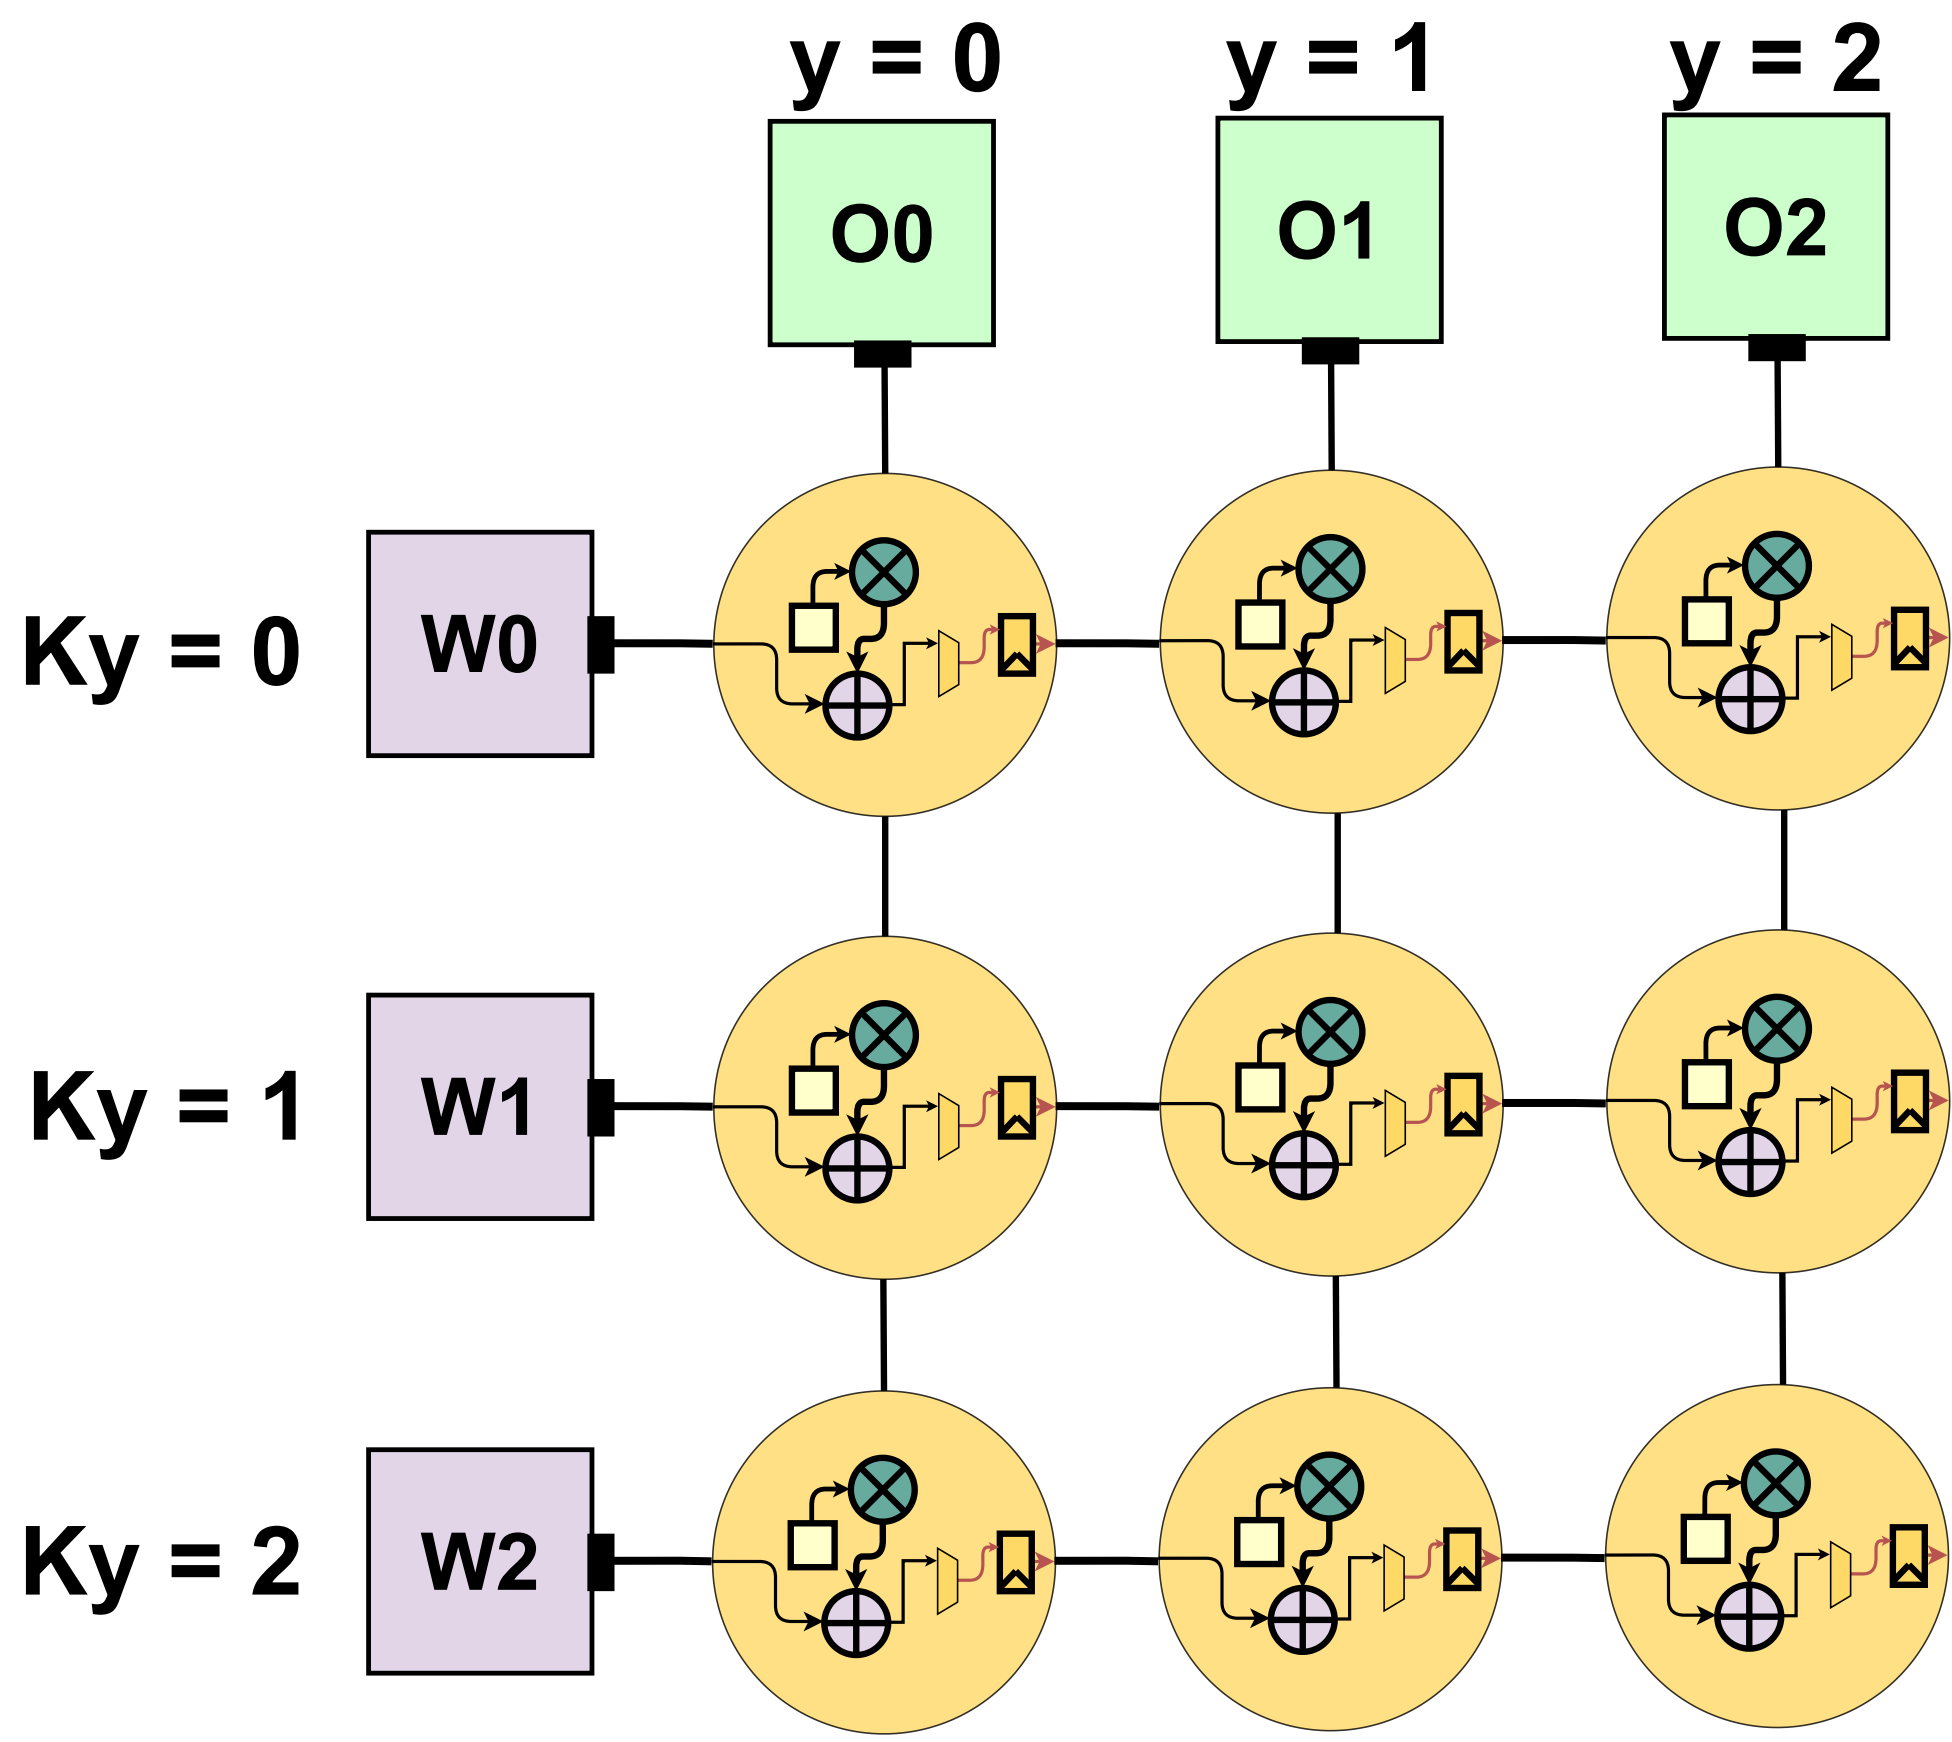 y = 0 y = 1 y = 2
O0 O1 O2
Ky = 0 W0
Ky = 1 W1
Ky = 2 W2